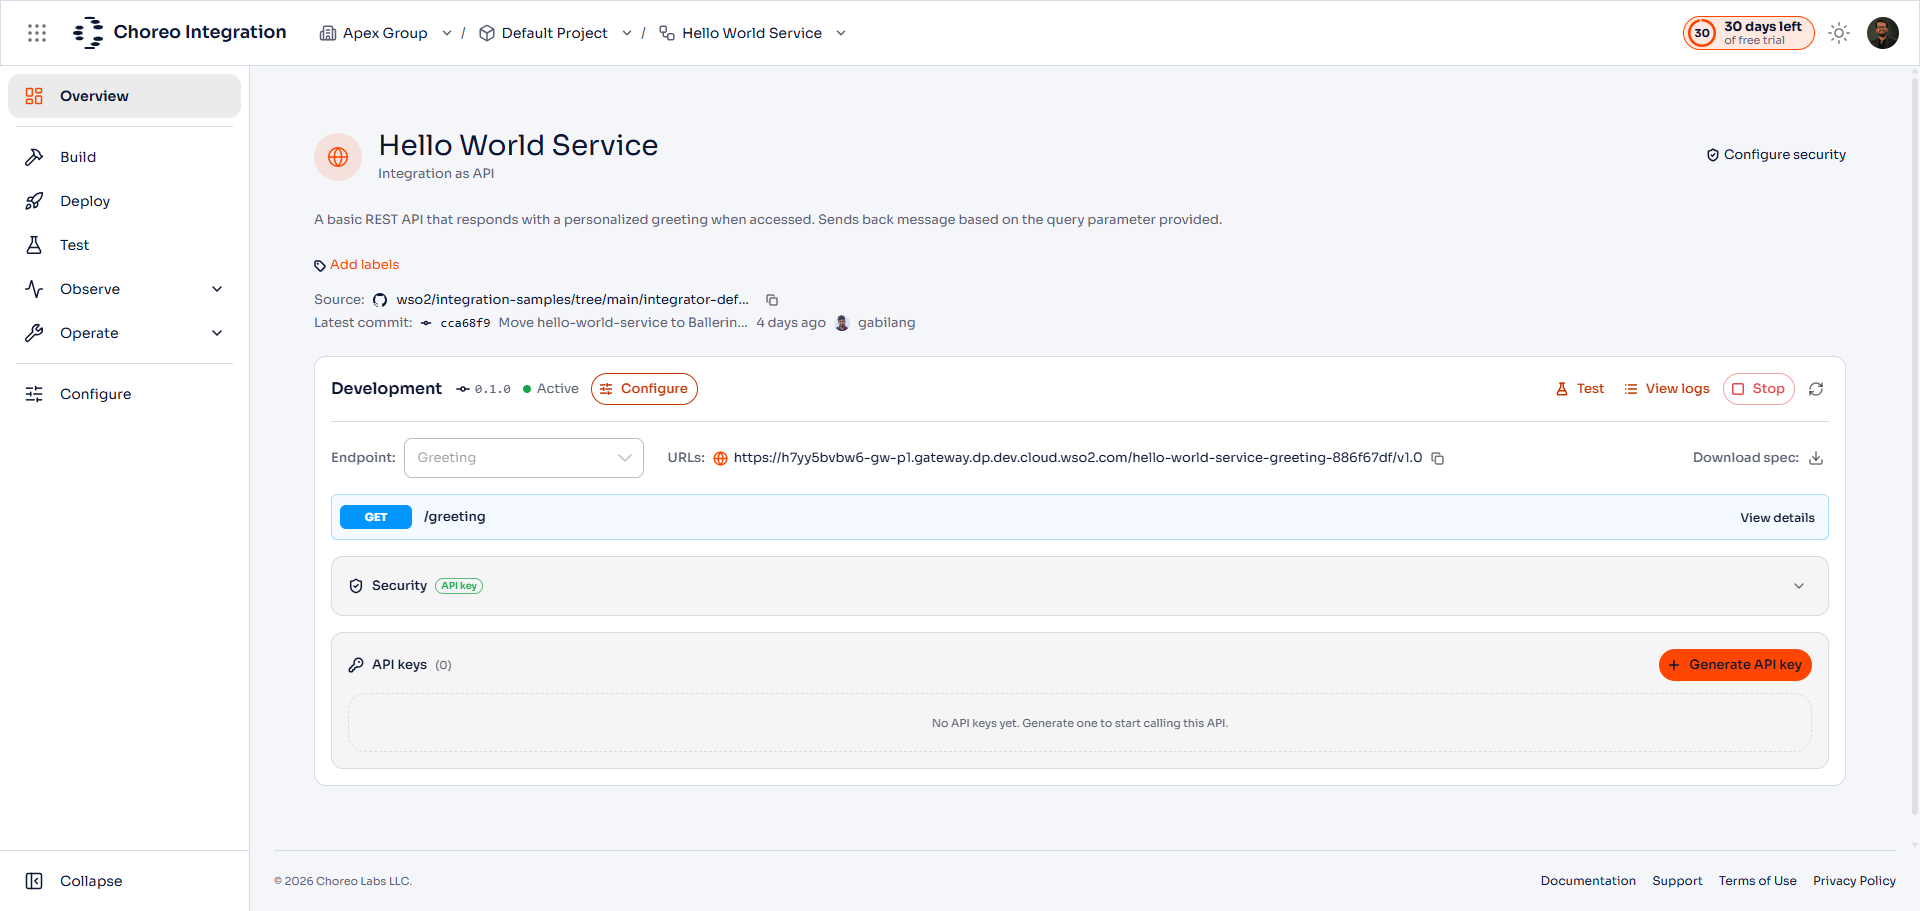 Choreo Integration
Apex Group / Default Project / Hello World Service
30
30 days left
of free trial
Overview
Build
Deploy
Test
Observe
Operate
Configure
Collapse
Hello World Service
Integration as API
Configure security
A basic REST API that responds with a personalized greeting when accessed. Sends back message based on the query parameter provided.
Add labels
Source: wso2/integration-samples/tree/main/integrator-def...
Latest commit: cca68f9 Move hello-world-service to Ballerin... 4 days ago gabilang
Development 0.1.0 Active Configure
Test View logs Stop
Endpoint: Greeting URLs: https://h7yy5bvbw6-gw-p1.gateway.dp.dev.cloud.wso2.com/hello-world-service-greeting-886f67df/v1.0 Download spec:
GET /greeting View details
Security API key
API keys (0) + Generate API key
No API keys yet. Generate one to start calling this API.
© 2026 Choreo Labs LLC.
Documentation Support Terms of Use Privacy Policy